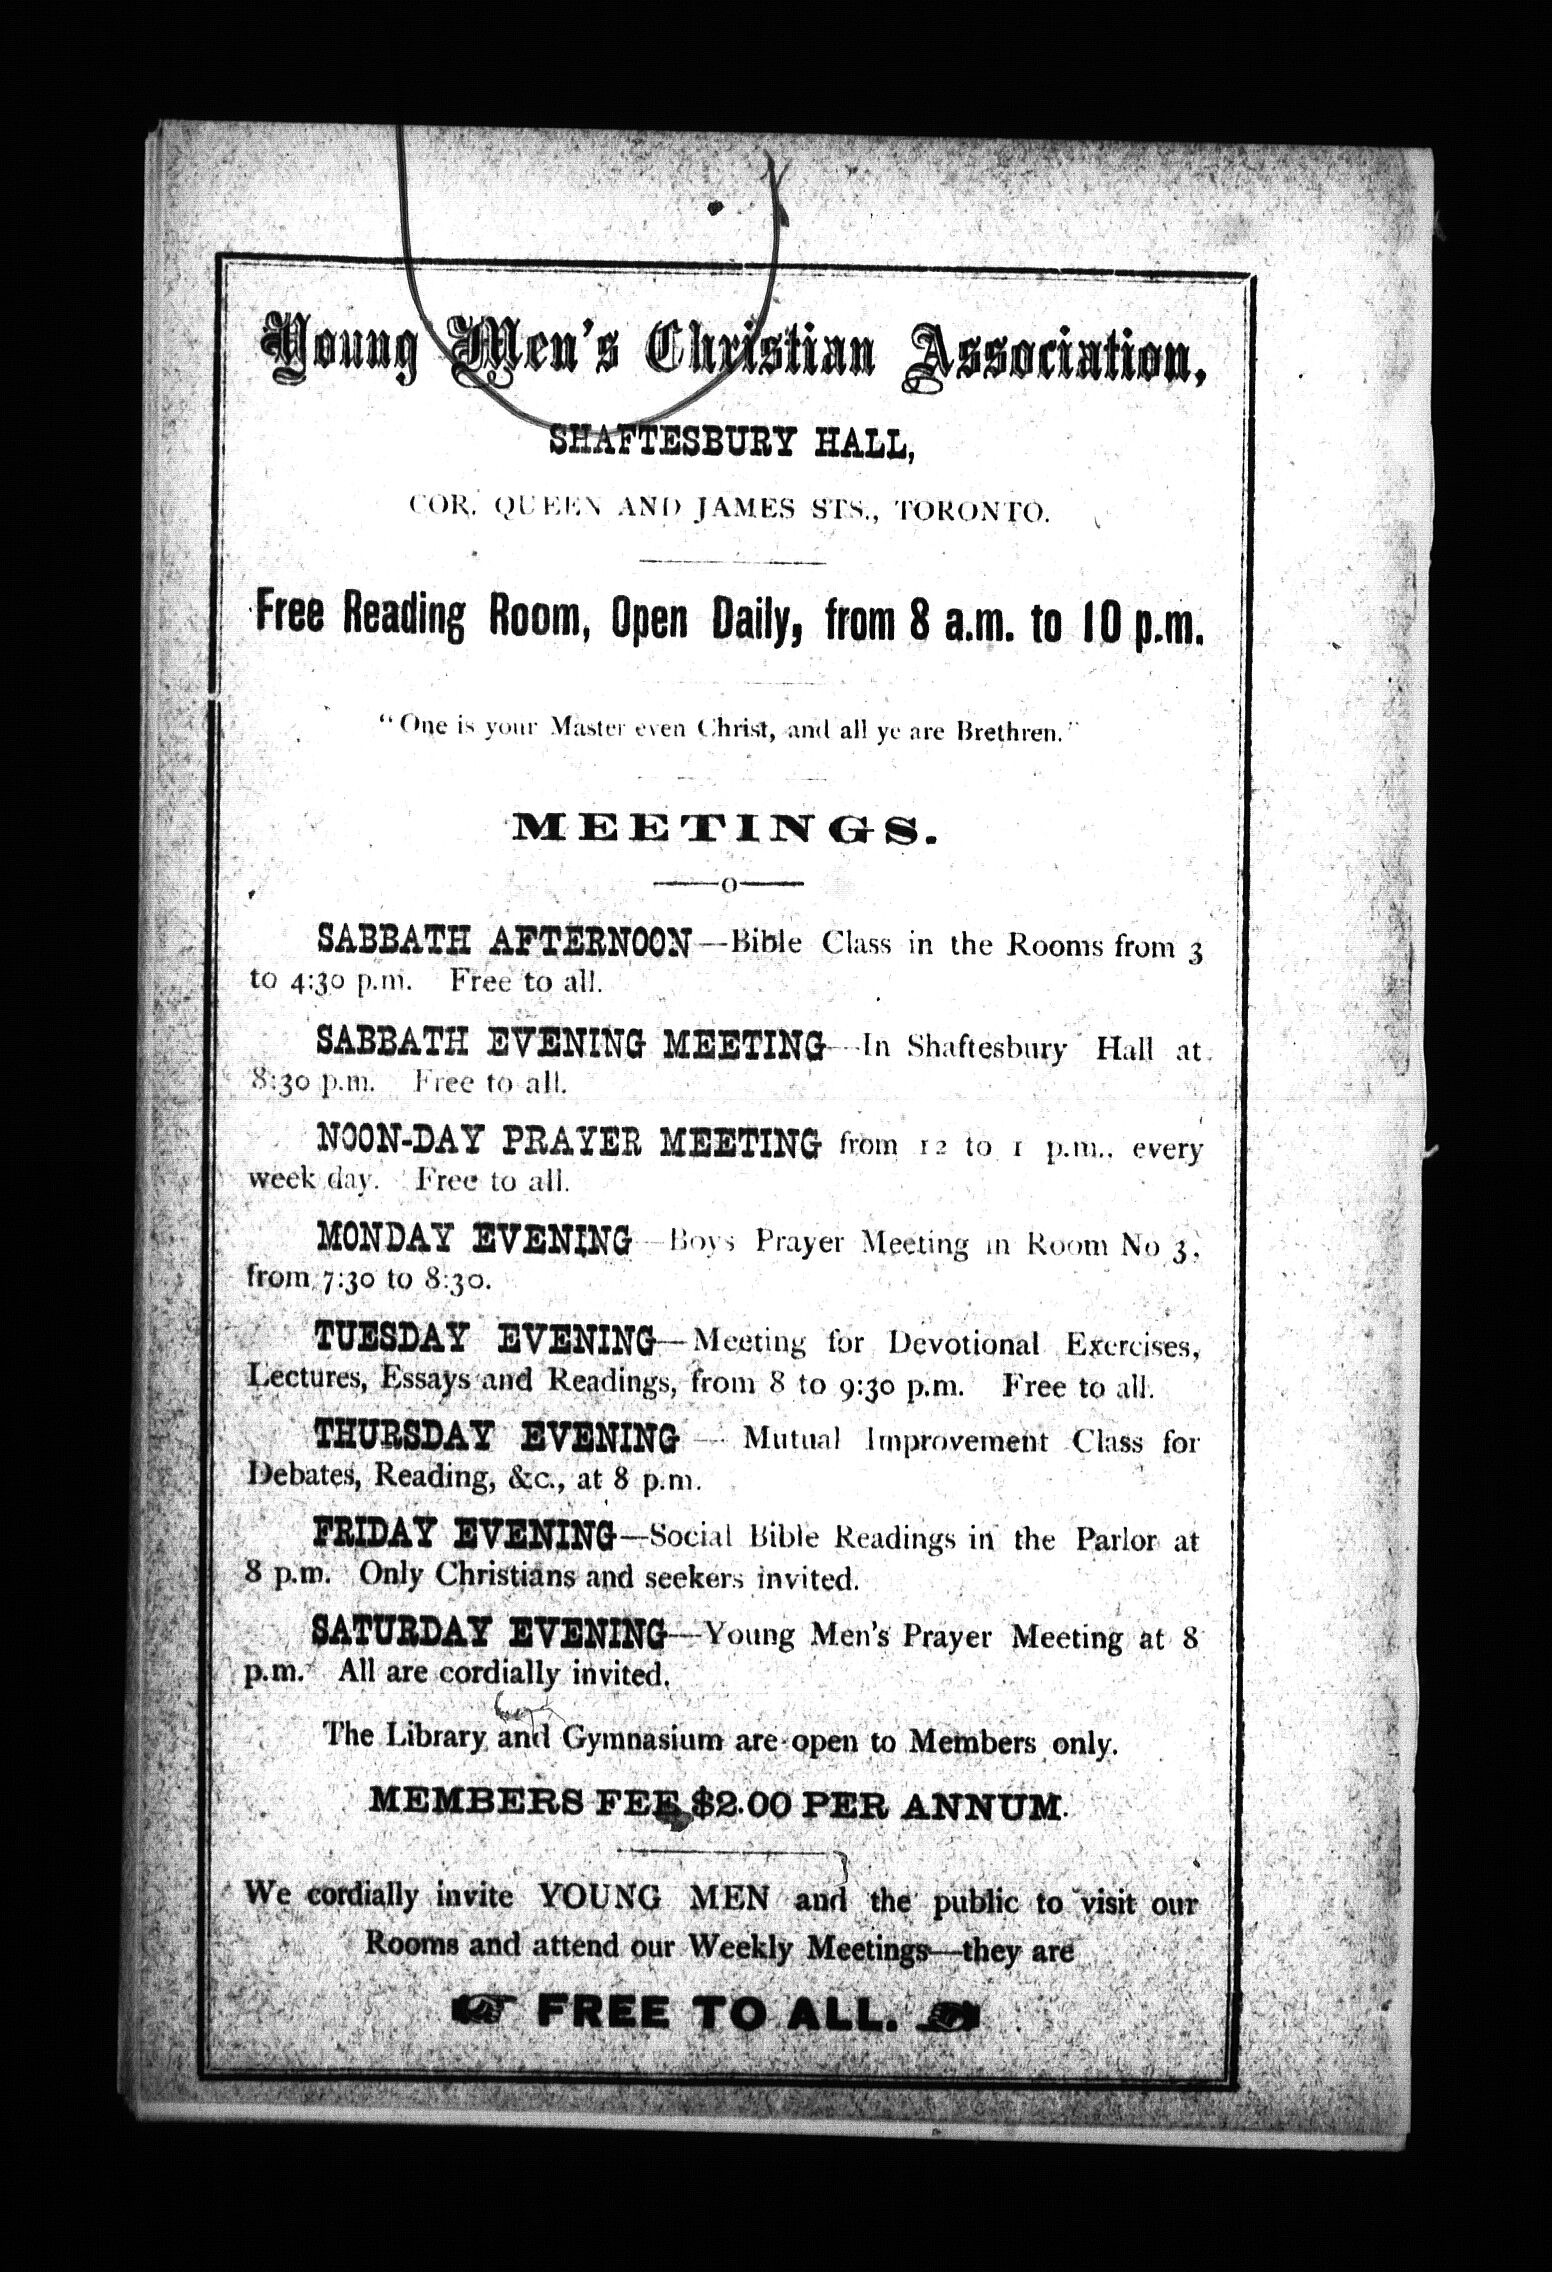 Young Men's Christian Association,
SHAFTESBURY HALL,
COR. QUEEN AND JAMES STS., TORONTO.
Free Reading Room, Open Daily, from 8 a.m. to 10 p.m.
"One is your Master even Christ, and all ye are Brethren."
MEETINGS.
SABBATH AFTERNOON—Bible Class in the Rooms from 3
to 4:30 p.m. Free to all.
SABBATH EVENING MEETING—In Shaftesbury Hall at
8:30 p.m. Free to all.
NOON-DAY PRAYER MEETING from 12 to 1 p.m., every
week day. Free to all.
MONDAY EVENING—Boys Prayer Meeting in Room No 3,
from 7:30 to 8:30.
TUESDAY EVENING—Meeting for Devotional Exercises,
Lectures, Essays and Readings, from 8 to 9:30 p.m. Free to all.
THURSDAY EVENING — Mutual Improvement Class for
Debates, Reading, &c., at 8 p.m.
FRIDAY EVENING—Social Bible Readings in the Parlor at
8 p.m. Only Christians and seekers invited.
SATURDAY EVENING—Young Men's Prayer Meeting at 8
p.m. All are cordially invited.
The Library and Gymnasium are open to Members only.
MEMBERS FEE $2.00 PER ANNUM.
We cordially invite YOUNG MEN and the public to visit our
Rooms and attend our Weekly Meetings—they are
FREE TO ALL.